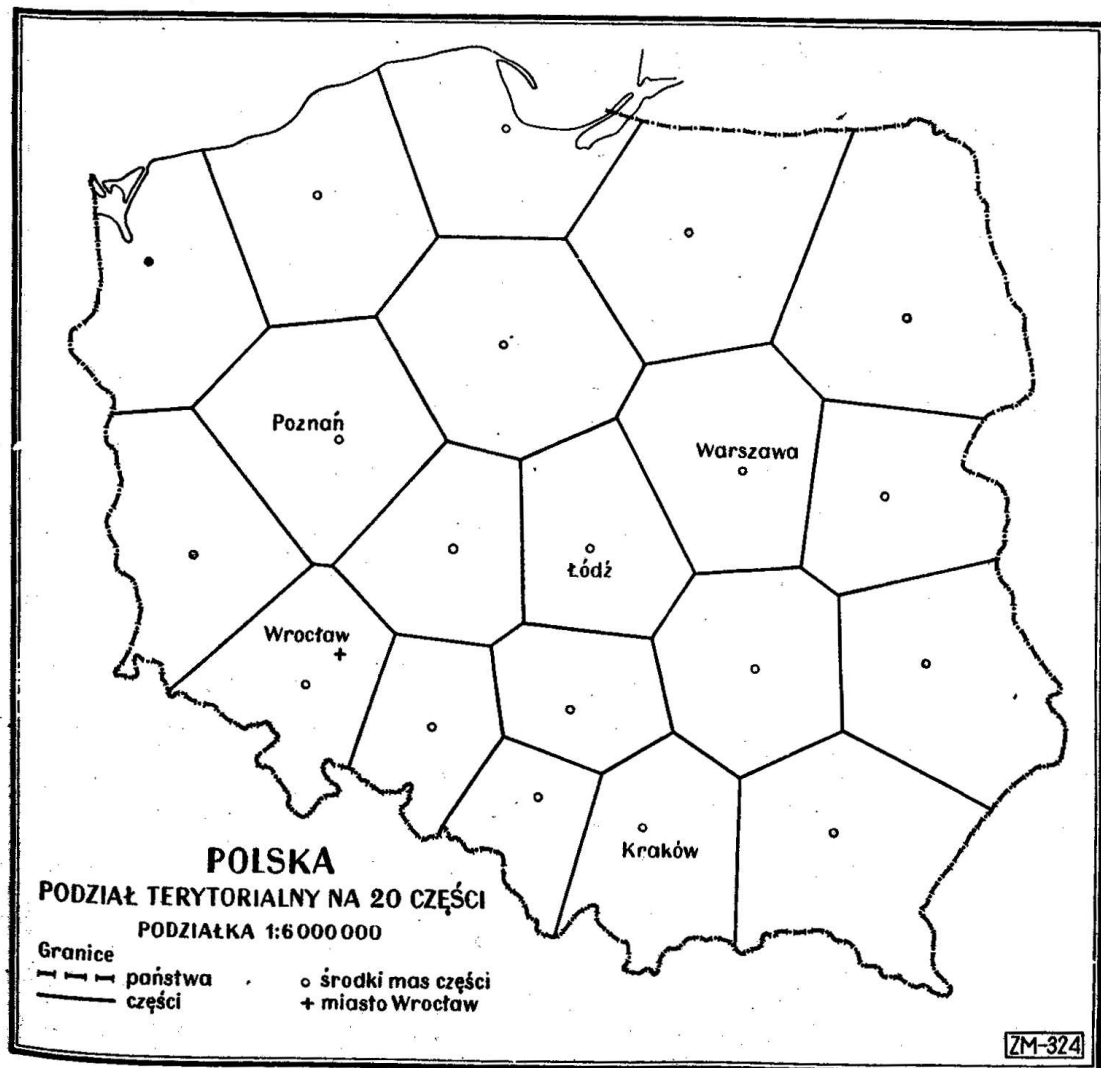 Poznań
Warszawa
Łódź
Wrocław
Kraków
POLSKA
PODZIAŁ TERYTORIALNY NA 20 CZĘŚCI
PODZIAŁKA 1:6000000
Granice
państwa
części
środki mas części
miasto Wrocław
ZM-324